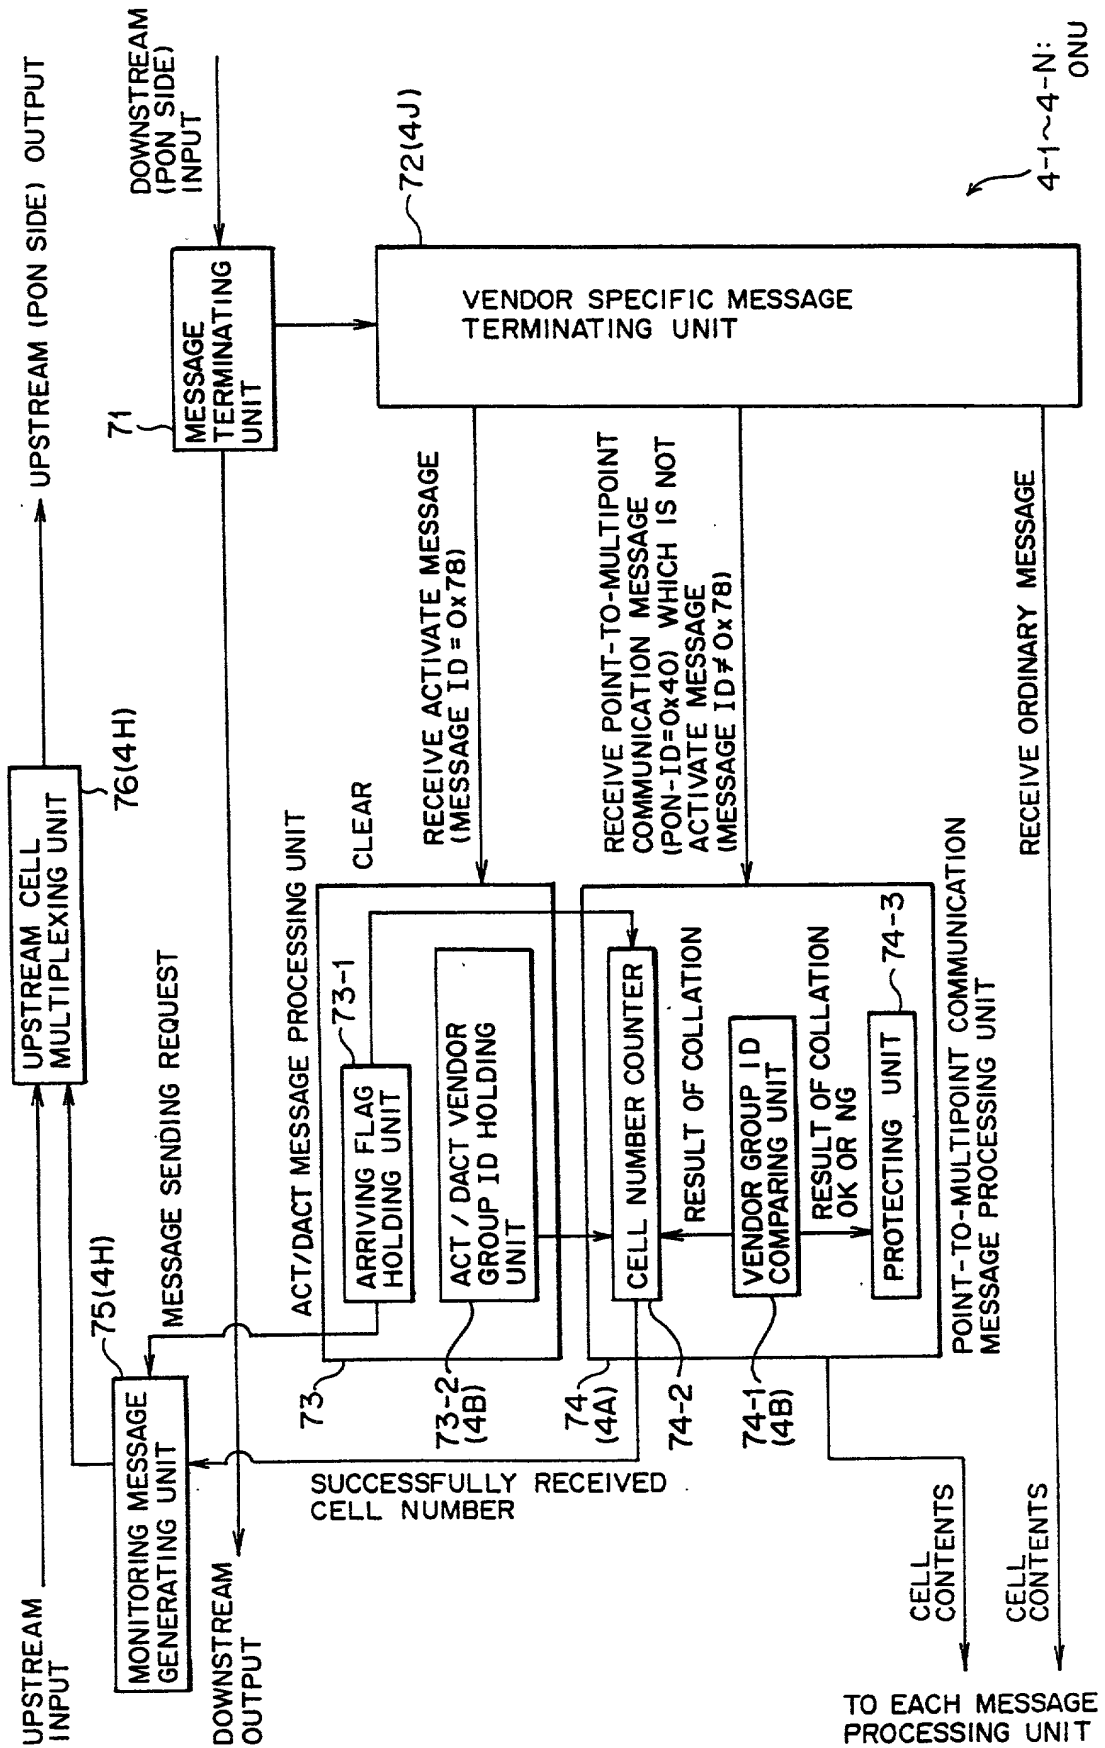 UPSTREAM
INPUT
UPSTREAM CELL
MULTIPLEXING UNIT
76(4H)
UPSTREAM (PON SIDE) OUTPUT
MONITORING MESSAGE
GENERATING UNIT
75(4H)
MESSAGE SENDING REQUEST
DOWNSTREAM
OUTPUT
71
MESSAGE
TERMINATING
UNIT
DOWNSTREAM
(PON SIDE)
INPUT
ACT/DACT MESSAGE PROCESSING UNIT
73
ARRIVING FLAG
HOLDING UNIT
73-1
CLEAR
ACT / DACT VENDOR
GROUP ID HOLDING
UNIT
73-2
(4B)
RECEIVE ACTIVATE MESSAGE
(MESSAGE ID = 0x78)
72(4J)
VENDOR SPECIFIC MESSAGE
TERMINATING UNIT
SUCCESSFULLY RECEIVED
CELL NUMBER
74
(4A)
CELL NUMBER COUNTER
74-2
RESULT OF COLLATION
VENDOR GROUP ID
COMPARING UNIT
74-1
(4B)
RESULT OF COLLATION
OK OR NG
PROTECTING UNIT
74-3
RECEIVE POINT-TO-MULTIPOINT
COMMUNICATION MESSAGE
(PON-ID=0x40) WHICH IS NOT
ACTIVATE MESSAGE
(MESSAGE ID≠0x78)
POINT-TO-MULTIPOINT COMMUNICATION
MESSAGE PROCESSING UNIT
CELL
CONTENTS
CELL
CONTENTS
RECEIVE ORDINARY MESSAGE
TO EACH MESSAGE
PROCESSING UNIT
4-1~4-N:
ONU